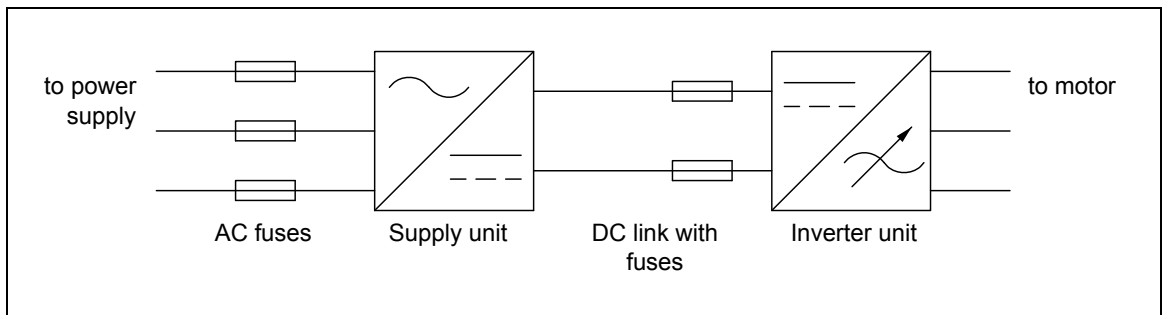 to power
supply
to motor
AC fuses
Supply unit
DC link with
fuses
Inverter unit